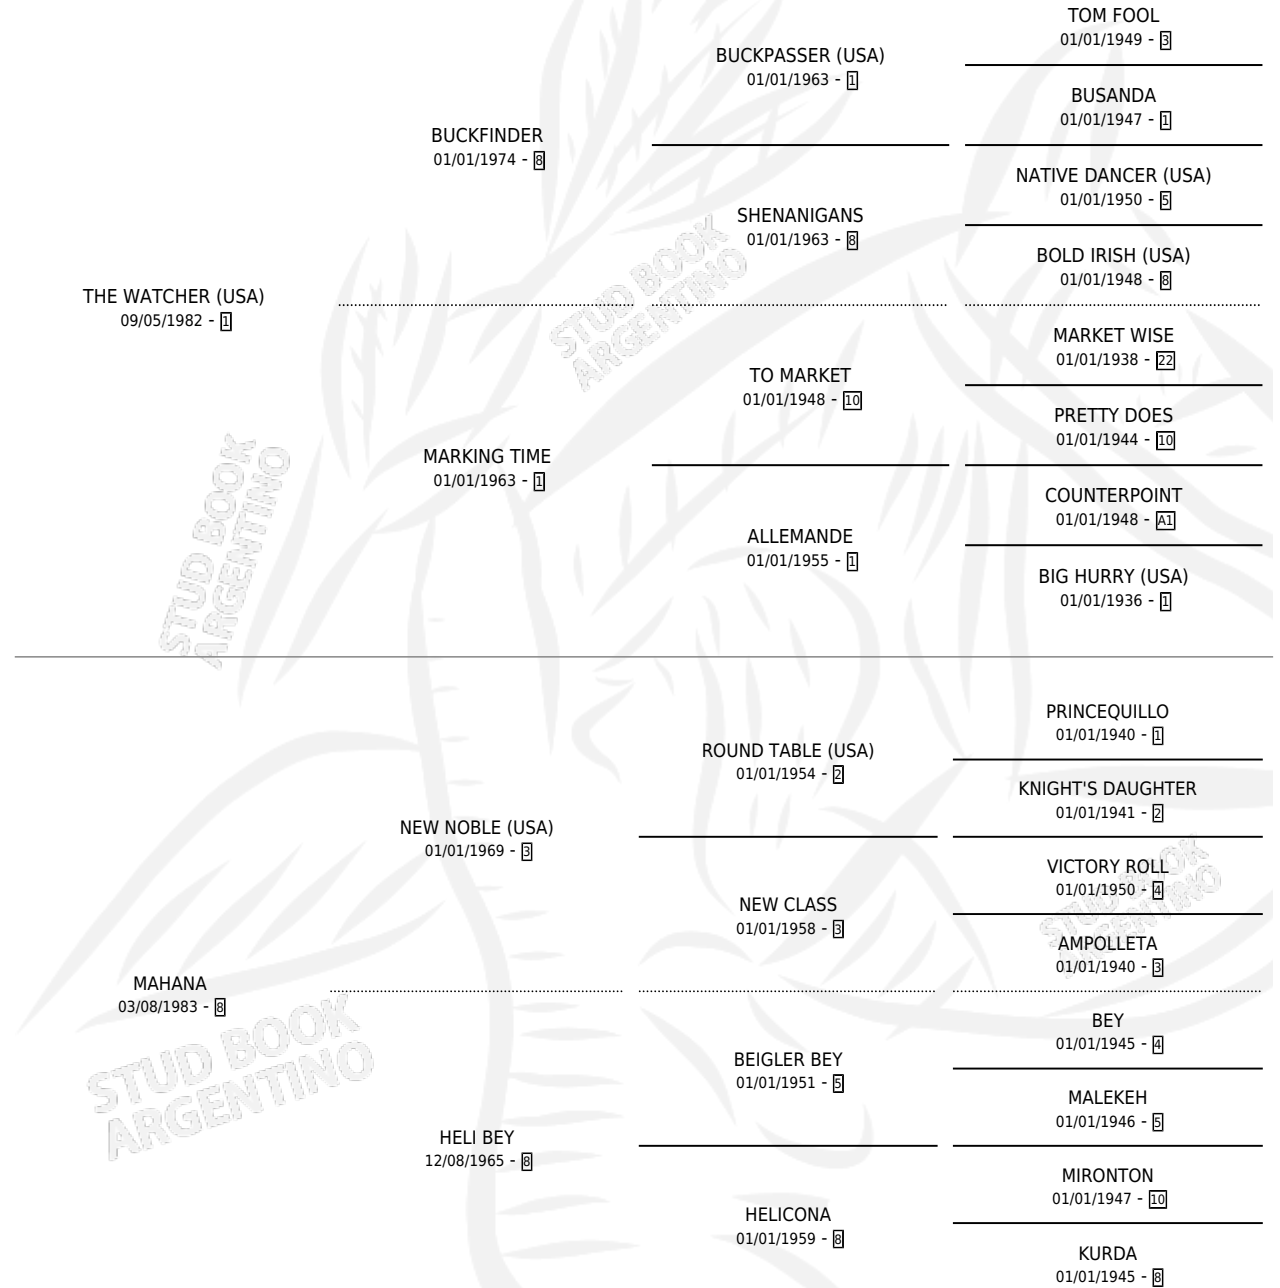 TOM FOOL
01/01/1949 - 3
BUCKPASSER (USA)
01/01/1963 - 1
BUSANDA
01/01/1947 - 1
BUCKFINDER
01/01/1974 - 8
NATIVE DANCER (USA)
01/01/1950 - 5
SHENANIGANS
01/01/1963 - 8
BOLD IRISH (USA)
01/01/1948 - 8
THE WATCHER (USA)
09/05/1982 - 1
STUD BOOK
ARGENTINO
MARKET WISE
01/01/1938 - 22
TO MARKET
01/01/1948 - 10
PRETTY DOES
01/01/1944 - 10
MARKING TIME
01/01/1963 - 1
COUNTERPOINT
01/01/1948 - A1
ALLEMANDE
01/01/1955 - 1
BIG HURRY (USA)
01/01/1936 - 1
STUD BOOK
ARGENTINO
PRINCEQUILLO
01/01/1940 - 1
ROUND TABLE (USA)
01/01/1954 - 2
KNIGHT'S DAUGHTER
01/01/1941 - 2
NEW NOBLE (USA)
01/01/1969 - 3
VICTORY ROLL
01/01/1950 - 4
NEW CLASS
01/01/1958 - 3
AMPOLLETA
01/01/1940 - 3
STUD BOOK
ARGENTINO
MAHANA
03/08/1983 - 8
BEY
01/01/1945 - 4
BEIGLER BEY
01/01/1951 - 5
MALEKEH
01/01/1946 - 5
STUD BOOK
ARGENTINO
HELI BEY
12/08/1965 - 8
MIRONTON
01/01/1947 - 10
HELICONA
01/01/1959 - 8
KURDA
01/01/1945 - 8